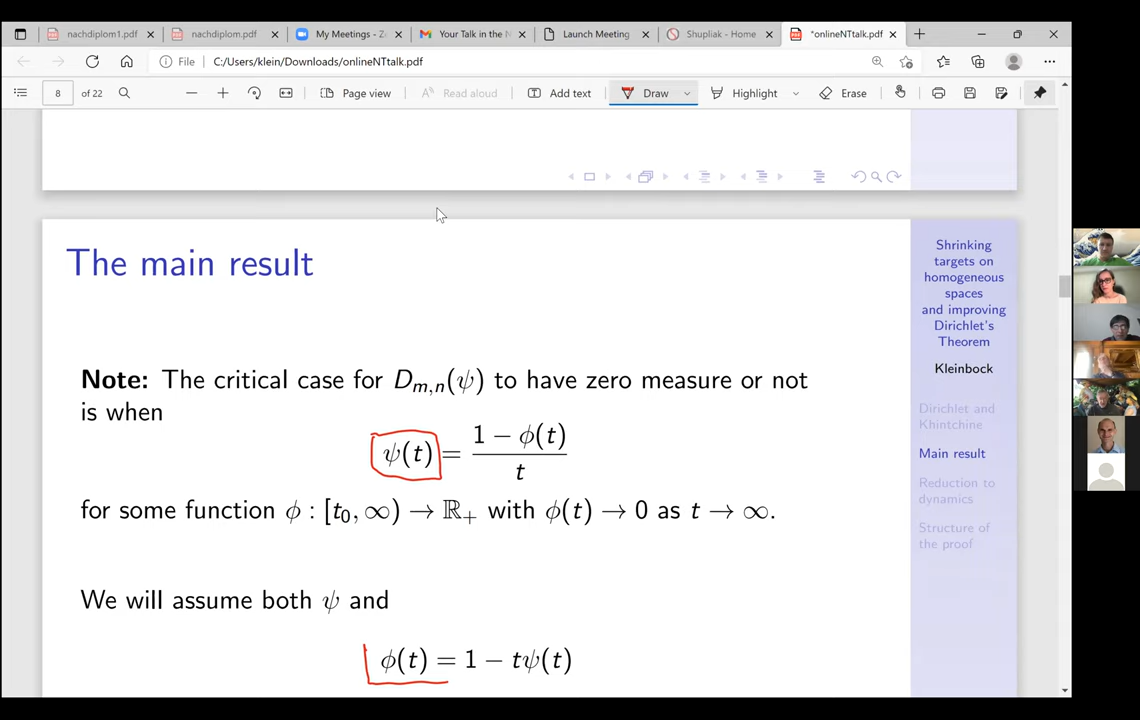 nachdiplom1.pdf
nachdiplom.pdf
My Meetings - Z
Your Talk in the N
Launch Meeting
Shupliak - Home
*onlineNTtalk.pdf
File C:/Users/klein/Downloads/onlineNTtalk.pdf
8 of 22
Page view
Read aloud
Add text
Draw
Highlight
Erase
The main result
Note: The critical case for D_{m,n}(ψ) to have zero measure or not
is when
ψ(t) = \frac{1 − ϕ(t)}{t}
for some function ϕ : [t₀, ∞) → ℝ₊ with ϕ(t) → 0 as t → ∞.
We will assume both ψ and
ϕ(t) = 1 − tψ(t)
Shrinking
targets on
homogeneous
spaces
and improving
Dirichlet's
Theorem
Kleinbock
Dirichlet and
Khintchine
Main result
Reduction to
dynamics
Structure of
the proof